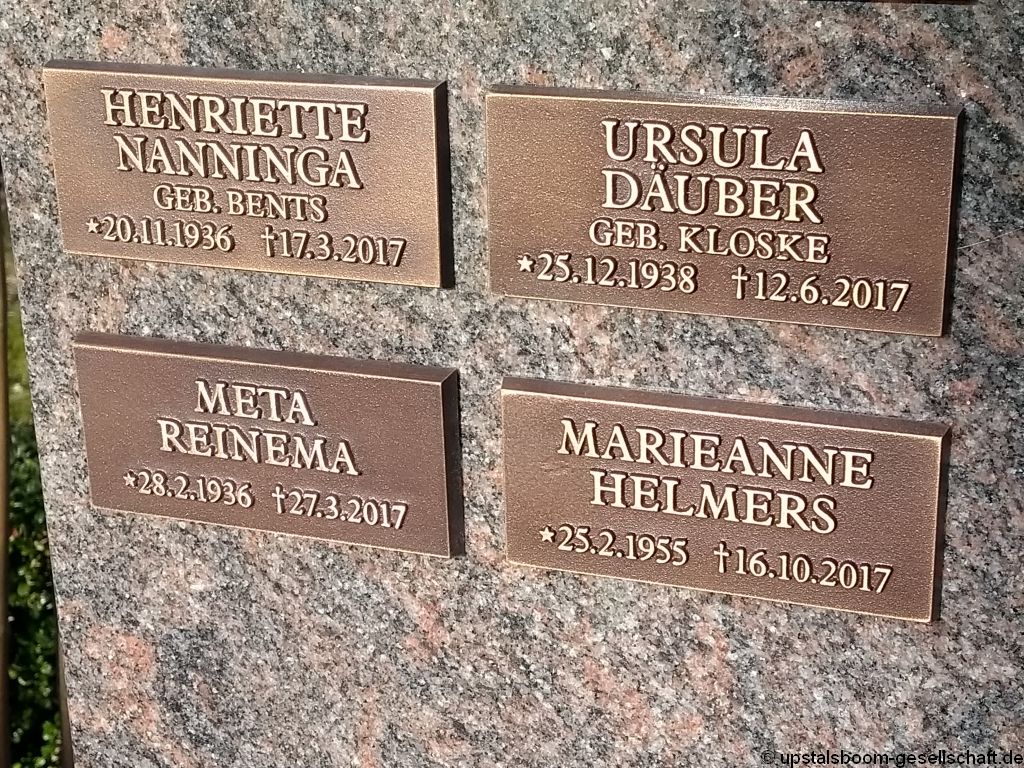 HENRIETTE
NANNINGA
GEB. BENTS
*20.11.1936 †17.3.2017
URSULA
DÄUBER
GEB. KLOSKE
*25.12.1938 †12.6.2017
META
REINEMA
*28.2.1936 †27.3.2017
MARIEANNE
HELMERS
*25.2.1955 †16.10.2017
© upstalsboom-gesellschaft.de